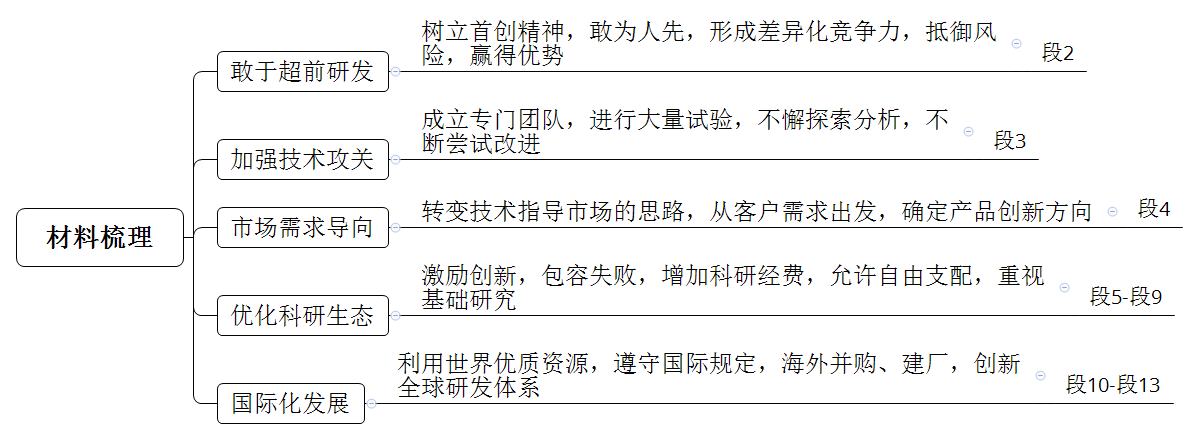 材料梳理
敢于超前研发
树立首创精神，敢为人先，形成差异化竞争力，抵御风
险，赢得优势
段2
加强技术攻关
成立专门团队，进行大量试验，不懈探索分析，不
断尝试改进
段3
市场需求导向
转变技术指导市场的思路，从客户需求出发，确定产品创新方向
段4
优化科研生态
激励创新，包容失败，增加科研经费，允许自由支配，重视
基础研究
段5-段9
国际化发展
利用世界优质资源，遵守国际规定，海外并购、建厂，创新
全球研发体系
段10-段13